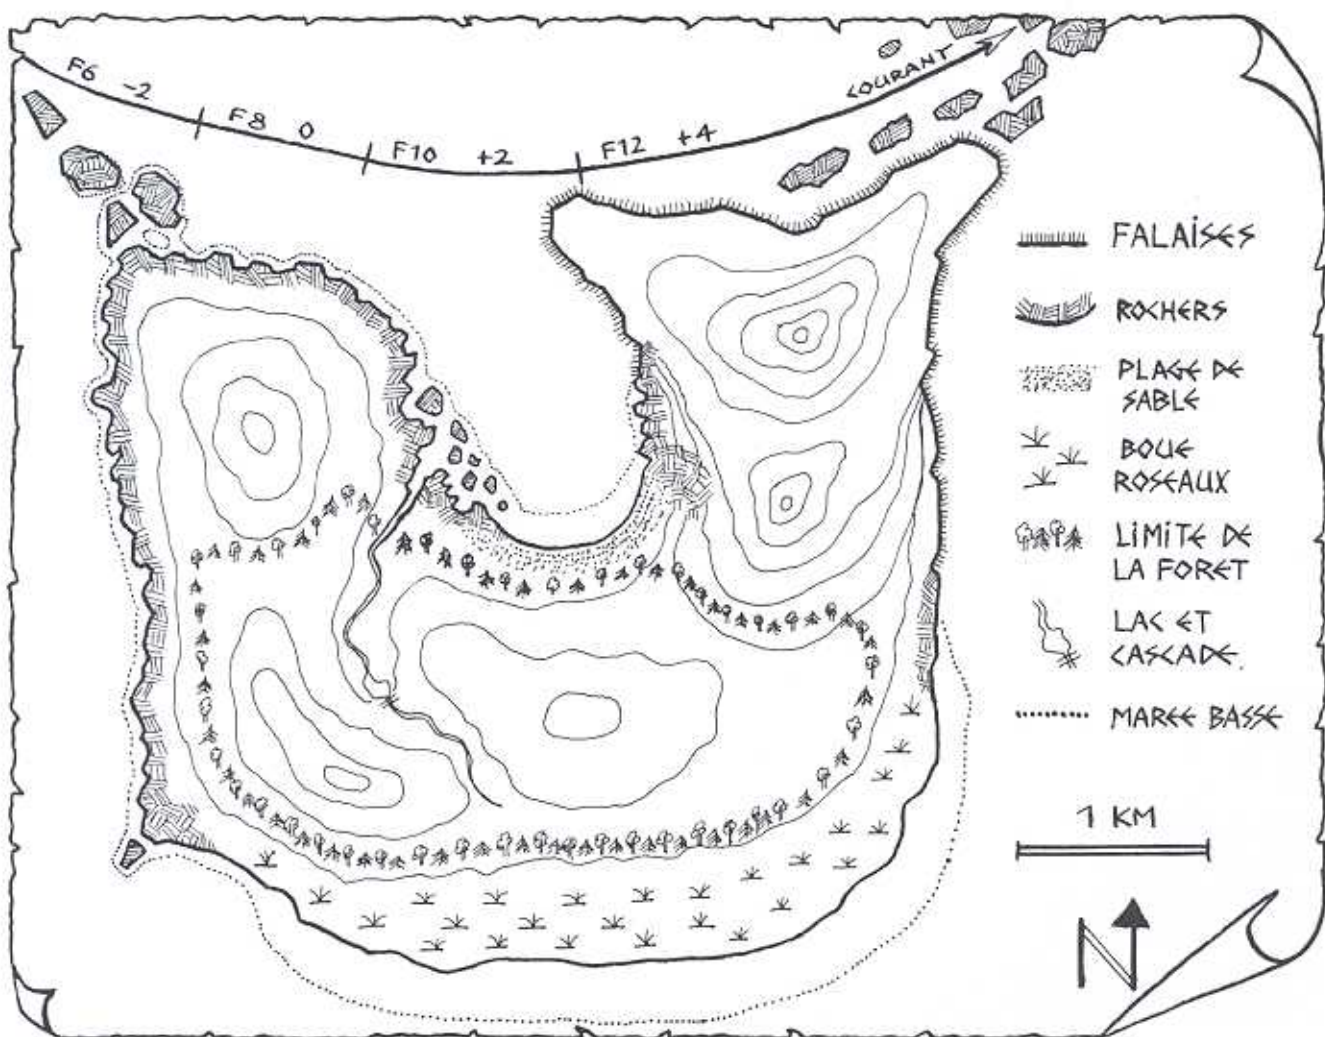 F6 -2
F8 0
F10 +2
F12 +4
COURANT
FALAISES
ROCHERS
PLAGE DE
SABLE
BOUE
ROSEAUX
LIMITE DE
LA FORET
LAC ET
CASCADE.
MAREE BASSE
1 KM
N